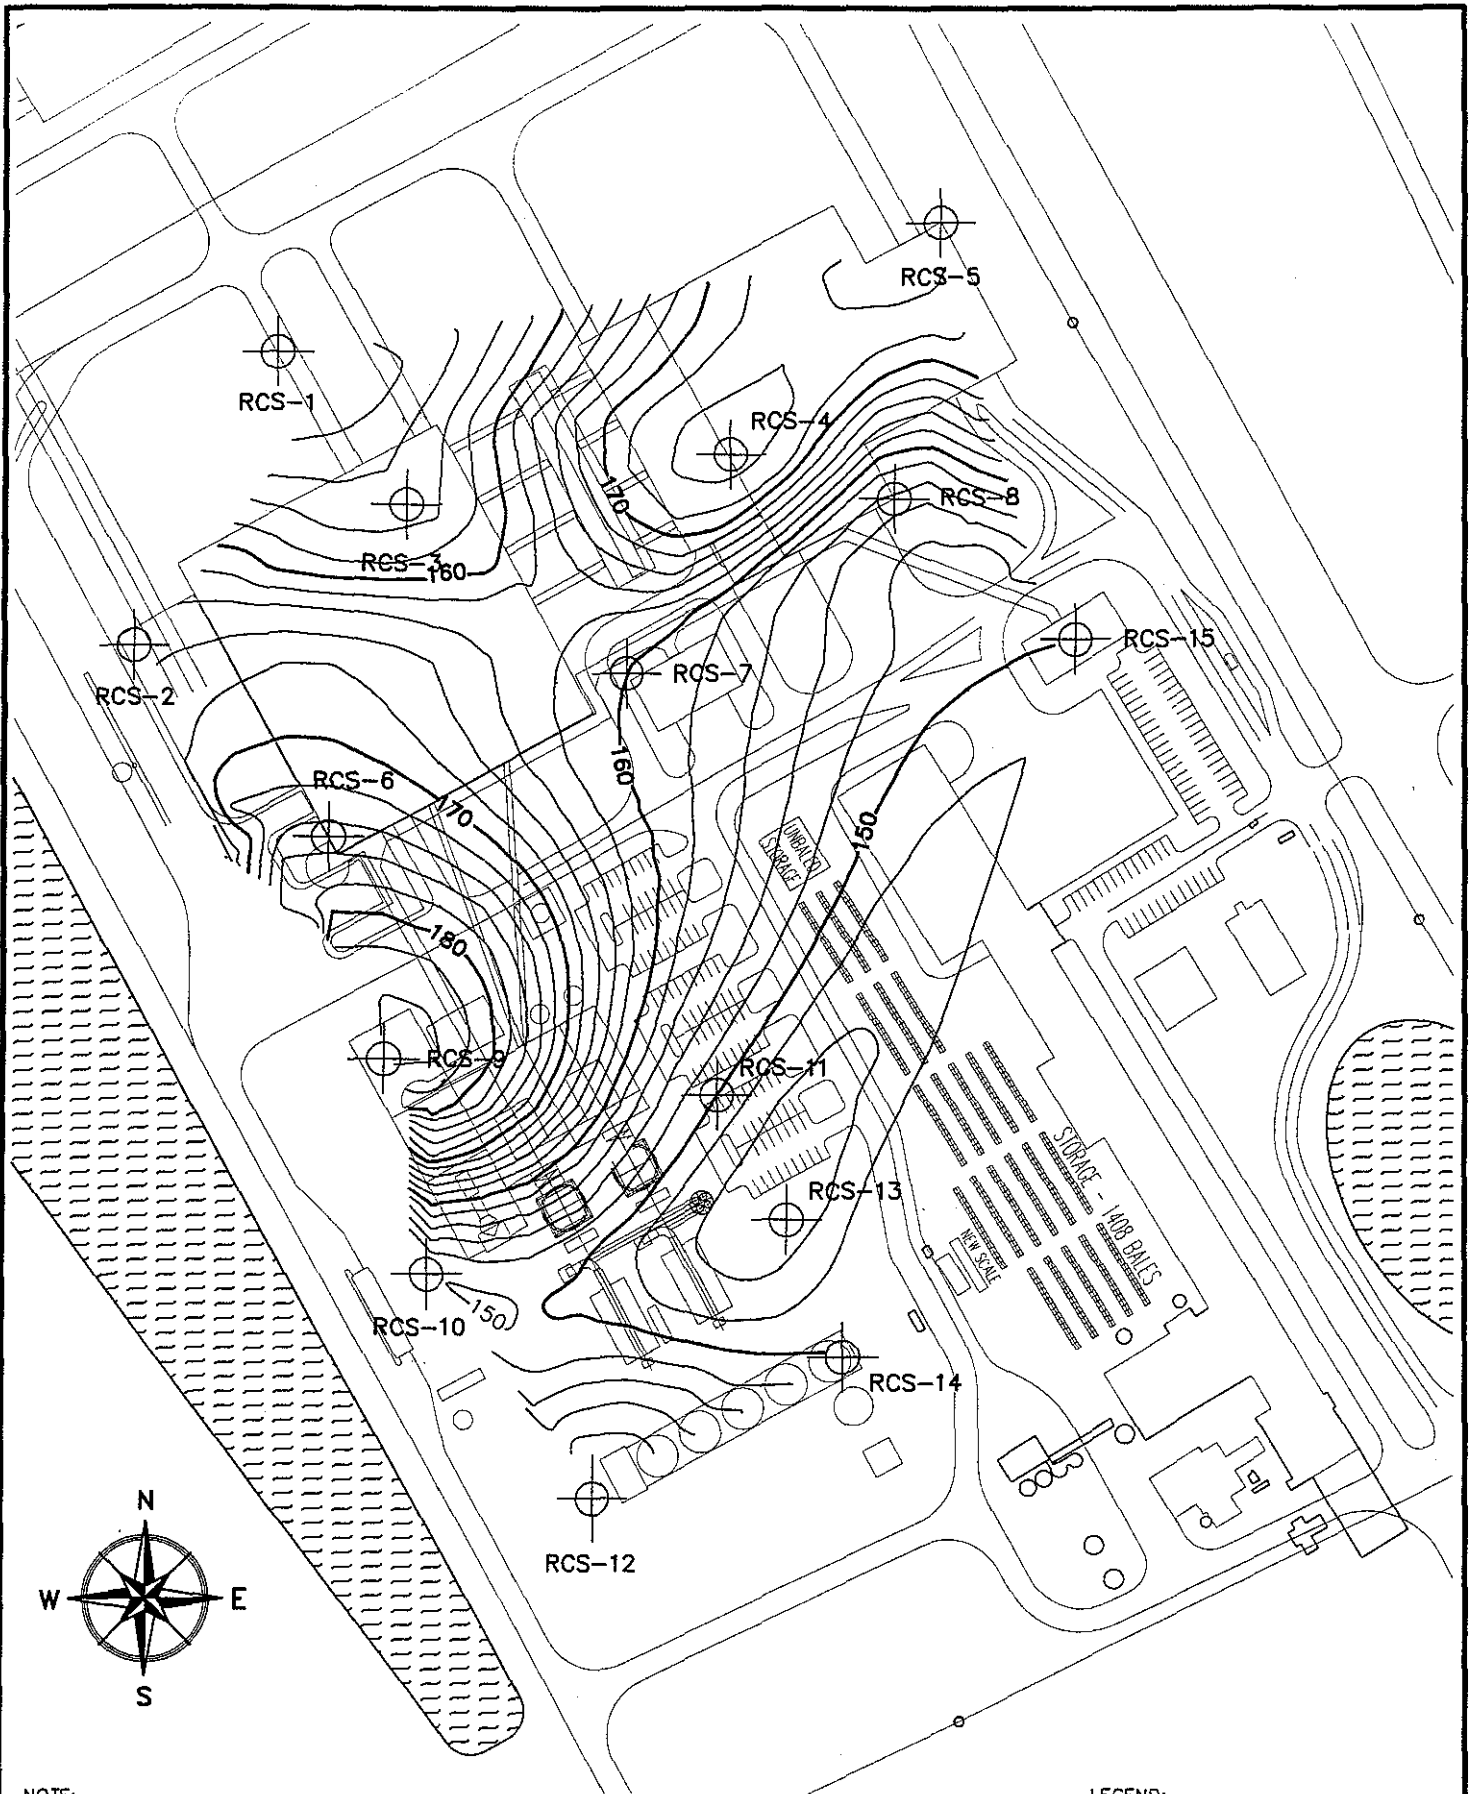 RCS-5
RCS-1
RCS-4
170
RCS-8
RCS-3
160
RCS-15
RCS-7
RCS-2
160
RCS-6
170
150
UNBALED
STORAGE
180
RCS-9
RCS-11
STORAGE - 1408 BALES
RCS-13
NEW SCALE
150
RCS-10
RCS-14
N
RCS-12
W
E
S
NOTE:
LEGEND: